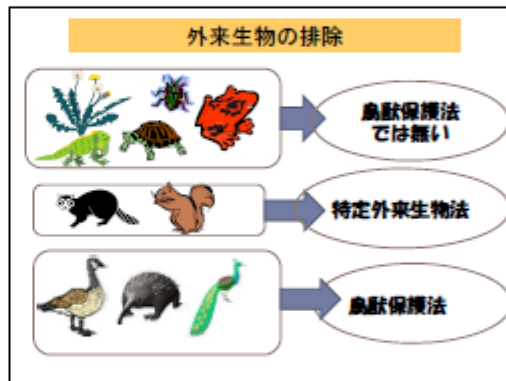 外来生物の排除
鳥獣保護法
では無い
特定外来生物法
鳥獣保護法